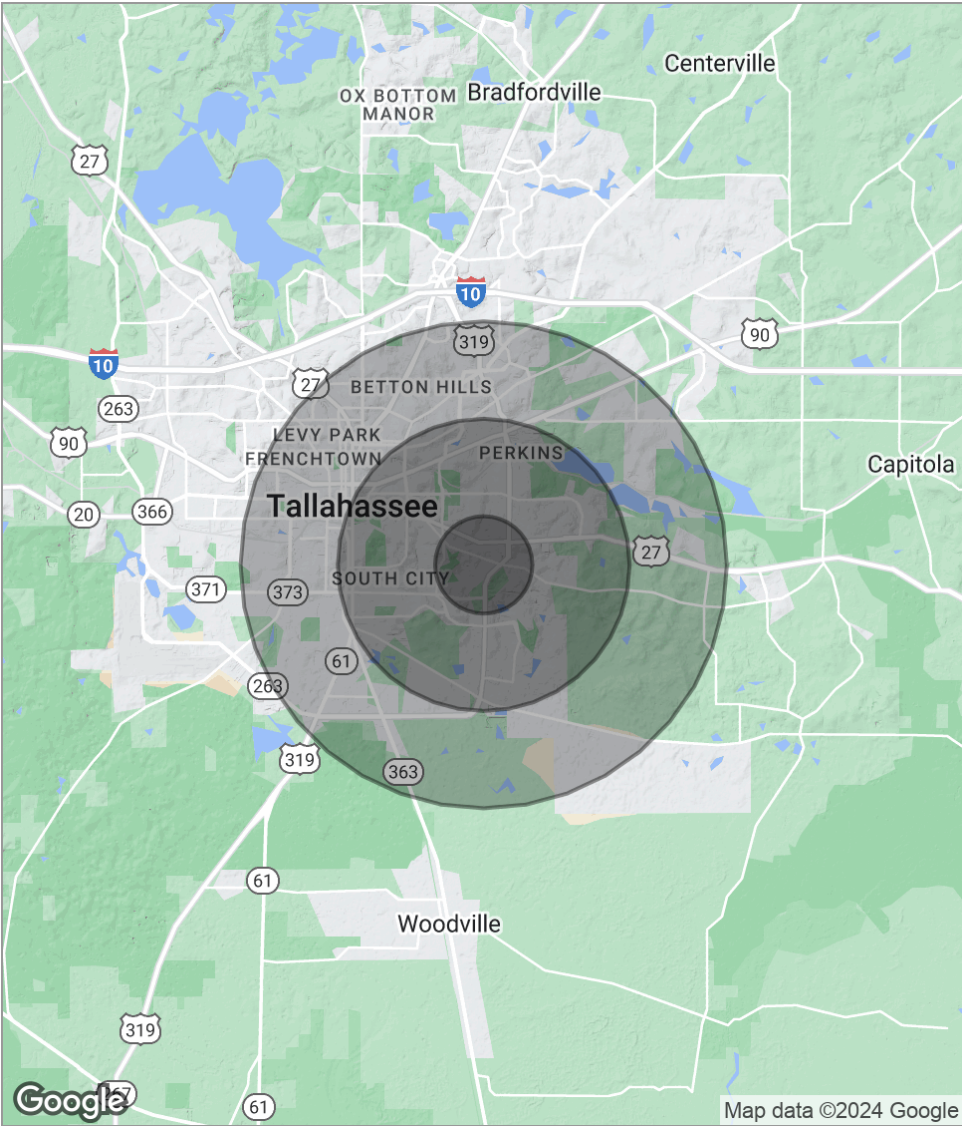 Centerville
OX BOTTOM
MANOR
Bradfordville
27
10
319
90
10
27
BETTON HILLS
263
LEVY PARK
90
FRENCHTOWN
PERKINS
Capitola
Tallahassee
20
366
27
SOUTH CITY
371
373
61
263
319
363
61
Woodville
319
267
Google
61
Map data ©2024 Google